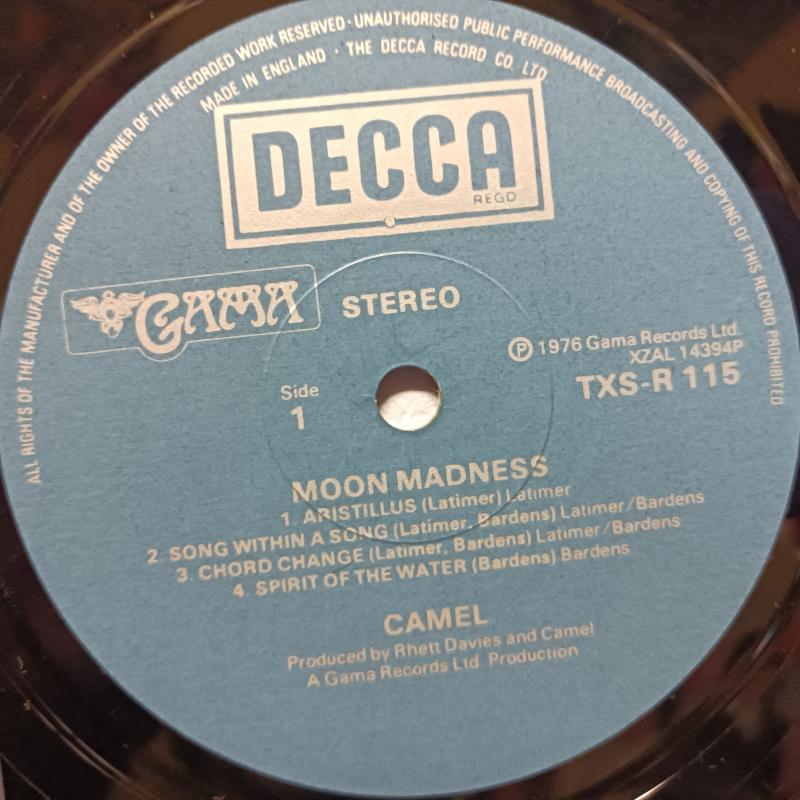 ALL RIGHTS OF THE MANUFACTURER AND OF THE OWNER OF THE RECORDED WORK RESERVED · UNAUTHORISED PUBLIC PERFORMANCE BROADCASTING AND COPYING OF THIS RECORD PROHIBITED
MADE IN ENGLAND · THE DECCA RECORD CO. LTD.
DECCA
REGD
GAMA
STEREO
℗ 1976 Gama Records Ltd.
XZAL 14394P
TXS-R 115
Side
1
MOON MADNESS
1. ARISTILLUS (Latimer) Latimer
2. SONG WITHIN A SONG (Latimer, Bardens) Latimer/Bardens
3. CHORD CHANGE (Latimer, Bardens) Latimer/Bardens
4. SPIRIT OF THE WATER (Bardens) Bardens
CAMEL
Produced by Rhett Davies and Camel
A Gama Records Ltd. Production